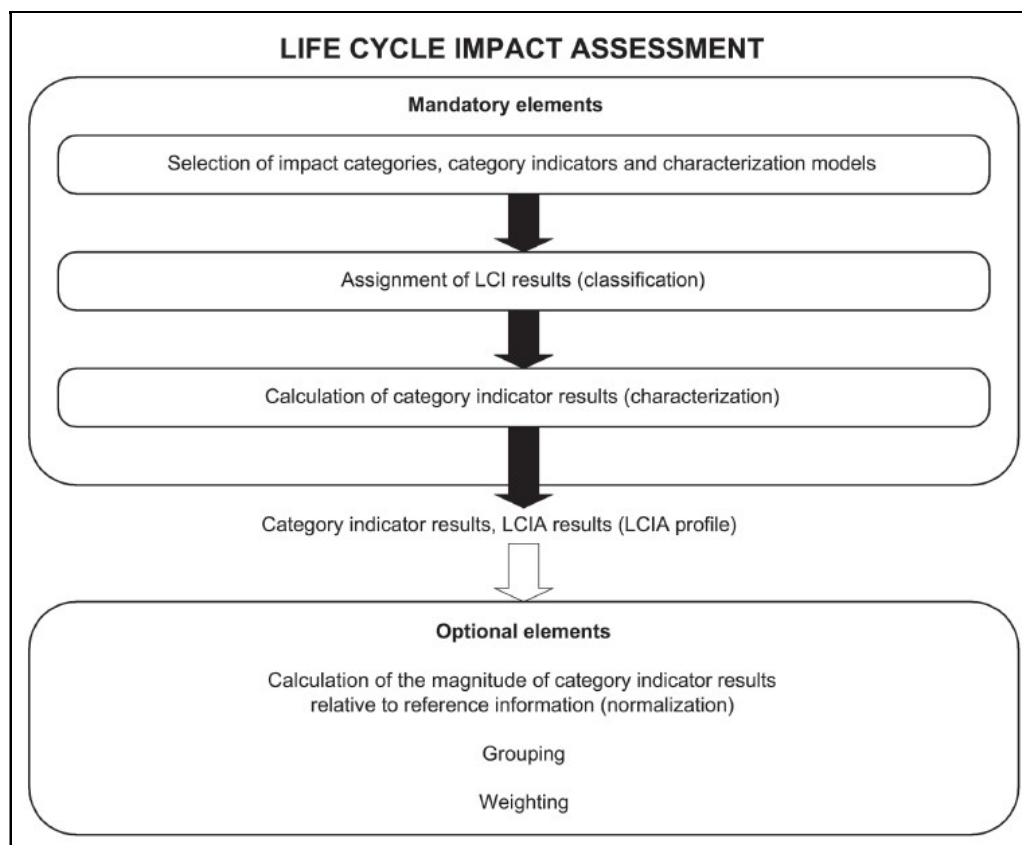 LIFE CYCLE IMPACT ASSESSMENT
Mandatory elements
Selection of impact categories, category indicators and characterization models
Assignment of LCI results (classification)
Calculation of category indicator results (characterization)
Category indicator results, LCIA results (LCIA profile)
Optional elements
Calculation of the magnitude of category indicator results
relative to reference information (normalization)
Grouping
Weighting